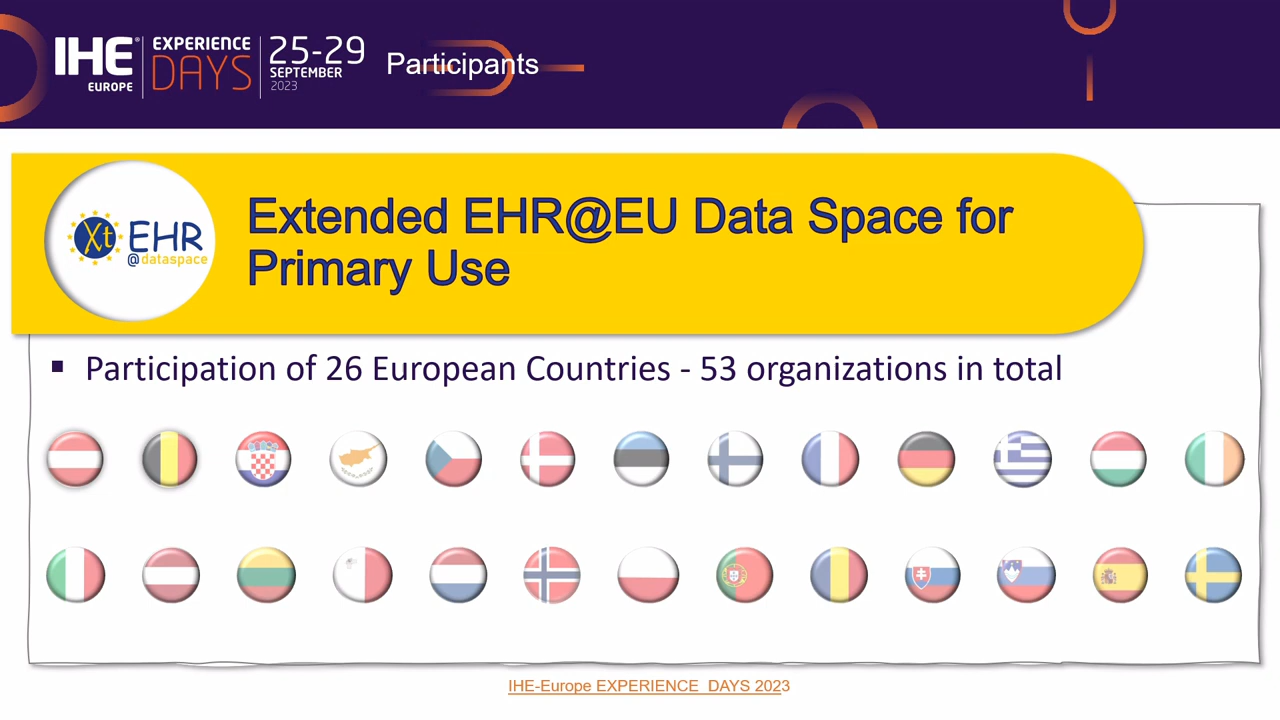 IHE
EUROPE
EXPERIENCE
DAYS
25-29
SEPTEMBER
2023
Participants
Xt EHR
@dataspace
Extended EHR@EU Data Space for
Primary Use
▪ Participation of 26 European Countries - 53 organizations in total
IHE-Europe EXPERIENCE DAYS 2023